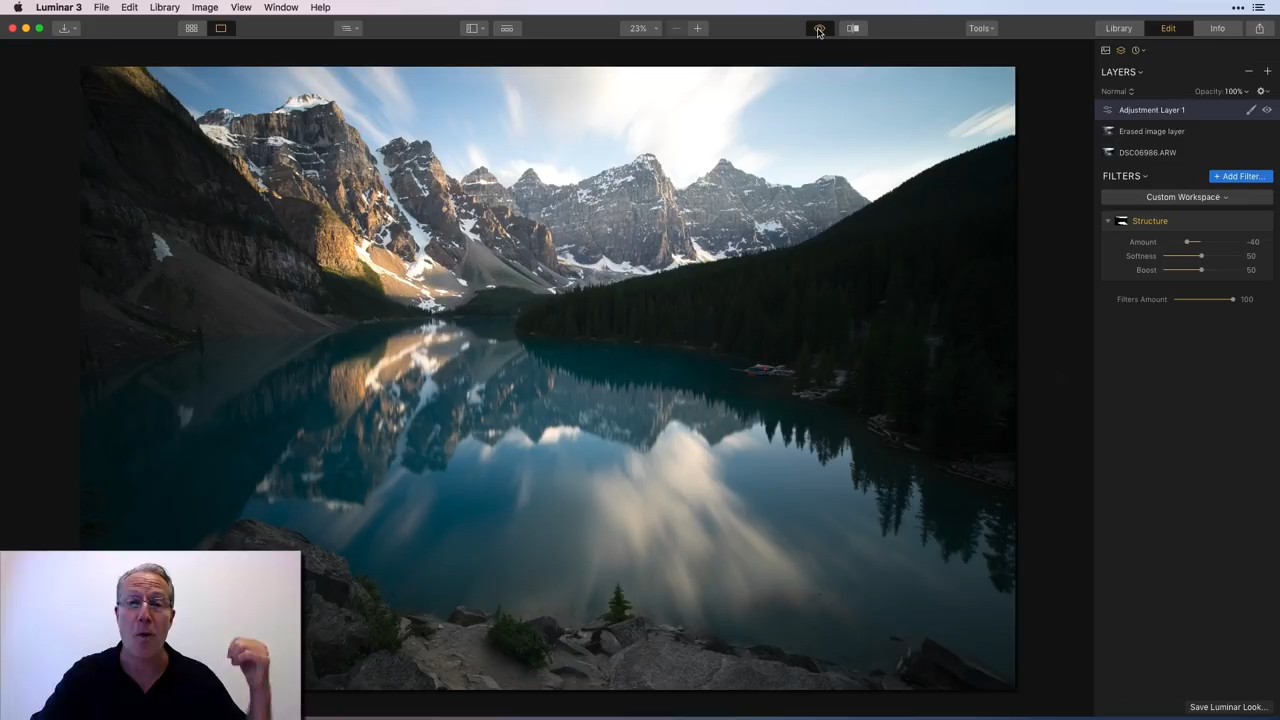 Luminar 3 File Edit Library Image View Window Help
23% Tools Library Edit Info
LAYERS
Normal Opacity: 100%
Adjustment Layer 1
Erased image layer
DSC06986.ARW
FILTERS + Add Filter...
Custom Workspace
Structure
Amount -40
Softness 50
Boost 50
Filters Amount 100
Save Luminar Look...